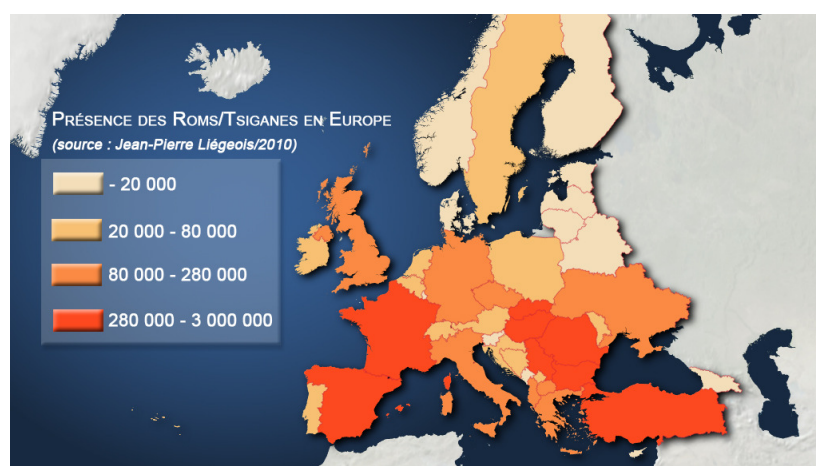 Présence des Roms/Tsiganes en Europe
(source : Jean-Pierre Liégeois/2010)
- 20 000
20 000 - 80 000
80 000 - 280 000
280 000 - 3 000 000